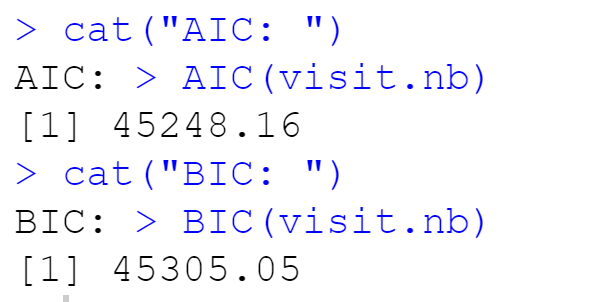 > cat("AIC: ")
AIC: > AIC(visit.nb)
[1] 45248.16
> cat("BIC: ")
BIC: > BIC(visit.nb)
[1] 45305.05